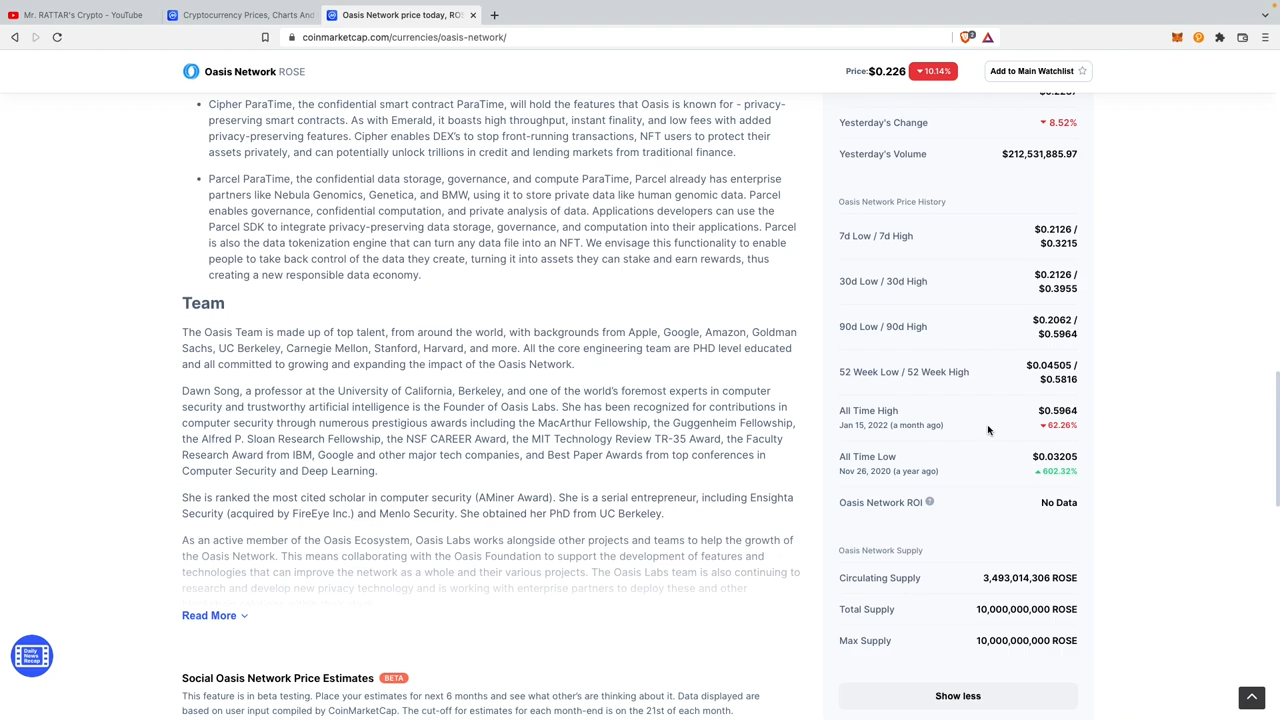 Mr. RATTAR's Crypto - YouTube
Cryptocurrency Prices, Charts And
Oasis Network price today, RO
coinmarketcap.com/currencies/oasis-network/
2
Oasis Network ROSE
Price: $0.226
10.14%
Add to Main Watchlist
• Cipher ParaTime, the confidential smart contract ParaTime, will hold the features that Oasis is known for - privacy-
preserving smart contracts. As with Emerald, it boasts high throughput, instant finality, and low fees with added
privacy-preserving features. Cipher enables DEX's to stop front-running transactions, NFT users to protect their
assets privately, and can potentially unlock trillions in credit and lending markets from traditional finance.
• Parcel ParaTime, the confidential data storage, governance, and compute ParaTime, Parcel already has enterprise
partners like Nebula Genomics, Genetica, and BMW, using it to store private data like human genomic data. Parcel
enables governance, confidential computation, and private analysis of data. Applications developers can use the
Parcel SDK to integrate privacy-preserving data storage, governance, and computation into their applications. Parcel
is also the data tokenization engine that can turn any data file into an NFT. We envisage this functionality to enable
people to take back control of the data they create, turning it into assets they can stake and earn rewards, thus
creating a new responsible data economy.
Team
The Oasis Team is made up of top talent, from around the world, with backgrounds from Apple, Google, Amazon, Goldman
Sachs, UC Berkeley, Carnegie Mellon, Stanford, Harvard, and more. All the core engineering team are PHD level educated
and all committed to growing and expanding the impact of the Oasis Network.
Dawn Song, a professor at the University of California, Berkeley, and one of the world's foremost experts in computer
security and trustworthy artificial intelligence is the Founder of Oasis Labs. She has been recognized for contributions in
computer security through numerous prestigious awards including the MacArthur Fellowship, the Guggenheim Fellowship,
the Alfred P. Sloan Research Fellowship, the NSF CAREER Award, the MIT Technology Review TR-35 Award, the Faculty
Research Award from IBM, Google and other major tech companies, and Best Paper Awards from top conferences in
Computer Security and Deep Learning.
She is ranked the most cited scholar in computer security (AMiner Award). She is a serial entrepreneur, including Ensighta
Security (acquired by FireEye Inc.) and Menlo Security. She obtained her PhD from UC Berkeley.
As an active member of the Oasis Ecosystem, Oasis Labs works alongside other projects and teams to help the growth of
the Oasis Network. This means collaborating with the Oasis Foundation to support the development of features and
technologies that can improve the network as a whole and their various projects. The Oasis Labs team is also continuing to
research and develop new privacy technology and is working with enterprise partners to deploy these and other
Read More
Social Oasis Network Price Estimates BETA
This feature is in beta testing. Place your estimates for next 6 months and see what other's are thinking about it. Data displayed are
based on user input compiled by CoinMarketCap. The cut-off for estimates for each month-end is on the 21st of each month.
Daily
News
Recap
Yesterday's Change 8.52%
Yesterday's Volume $212,531,885.97
Oasis Network Price History
7d Low / 7d High $0.2126 /
$0.3215
30d Low / 30d High $0.2126 /
$0.3955
90d Low / 90d High $0.2062 /
$0.5964
52 Week Low / 52 Week High $0.04505 /
$0.5816
All Time High $0.5964
Jan 15, 2022 (a month ago) 62.26%
All Time Low $0.03205
Nov 26, 2020 (a year ago) 602.32%
Oasis Network ROI ? No Data
Oasis Network Supply
Circulating Supply 3,493,014,306 ROSE
Total Supply 10,000,000,000 ROSE
Max Supply 10,000,000,000 ROSE
Show less